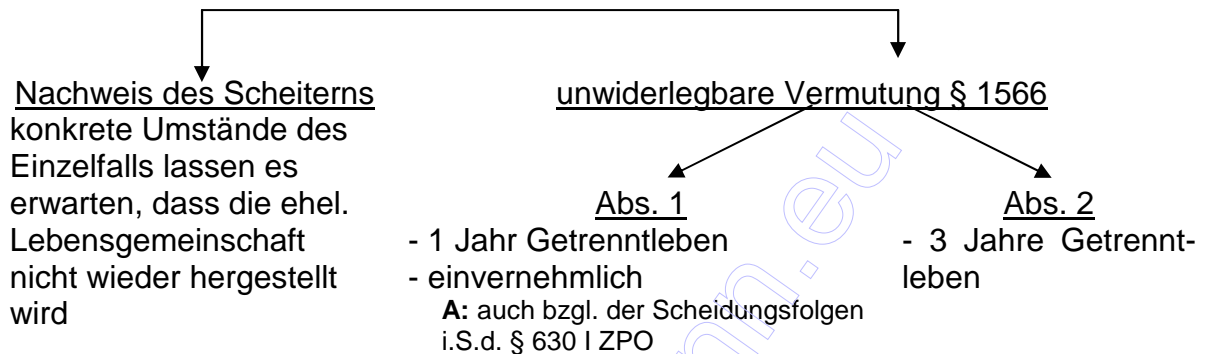 Nachweis des Scheiterns
konkrete Umstände des
Einzelfalls lassen es
erwarten, dass die ehel.
Lebensgemeinschaft
nicht wieder hergestellt
wird
unwiderlegbare Vermutung § 1566
Abs. 1
- 1 Jahr Getrenntleben
- einvernehmlich
A: auch bzgl. der Scheidungsfolgen
i.S.d. § 630 I ZPO
Abs. 2
- 3 Jahre Getrennt-
leben
nn.eu